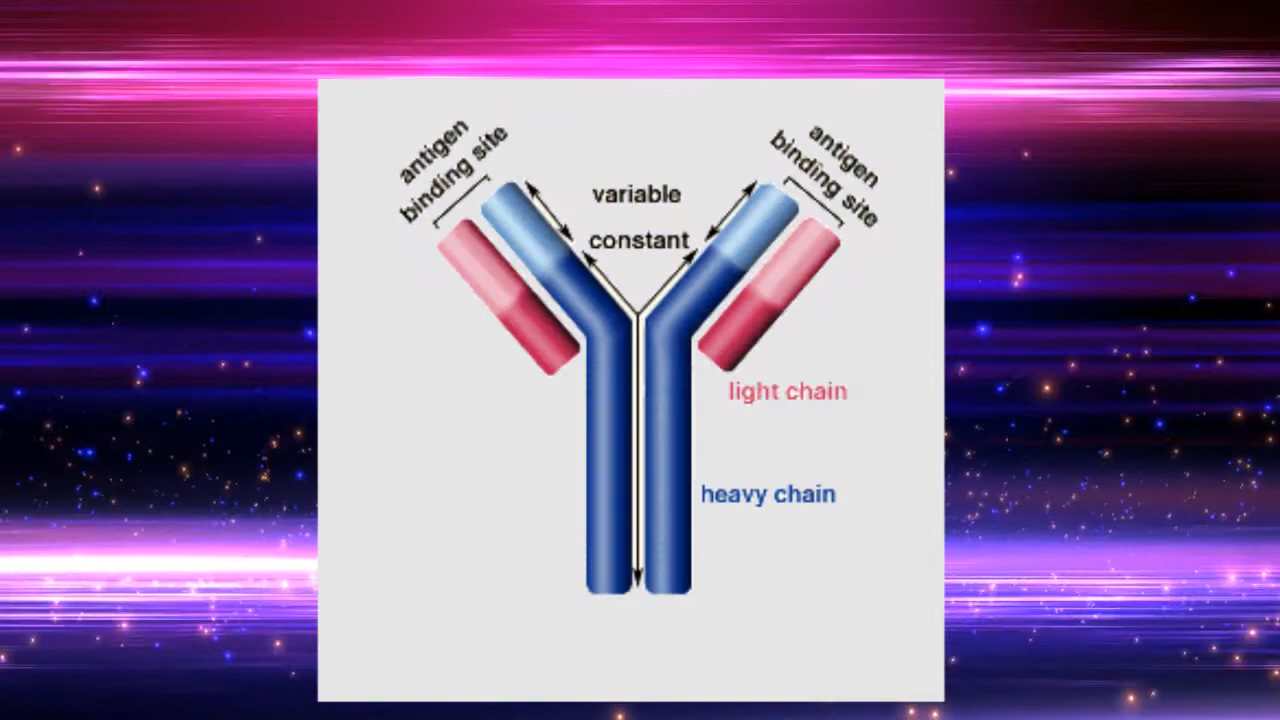 antigen
binding site
antigen
binding site
variable
constant
light chain
heavy chain